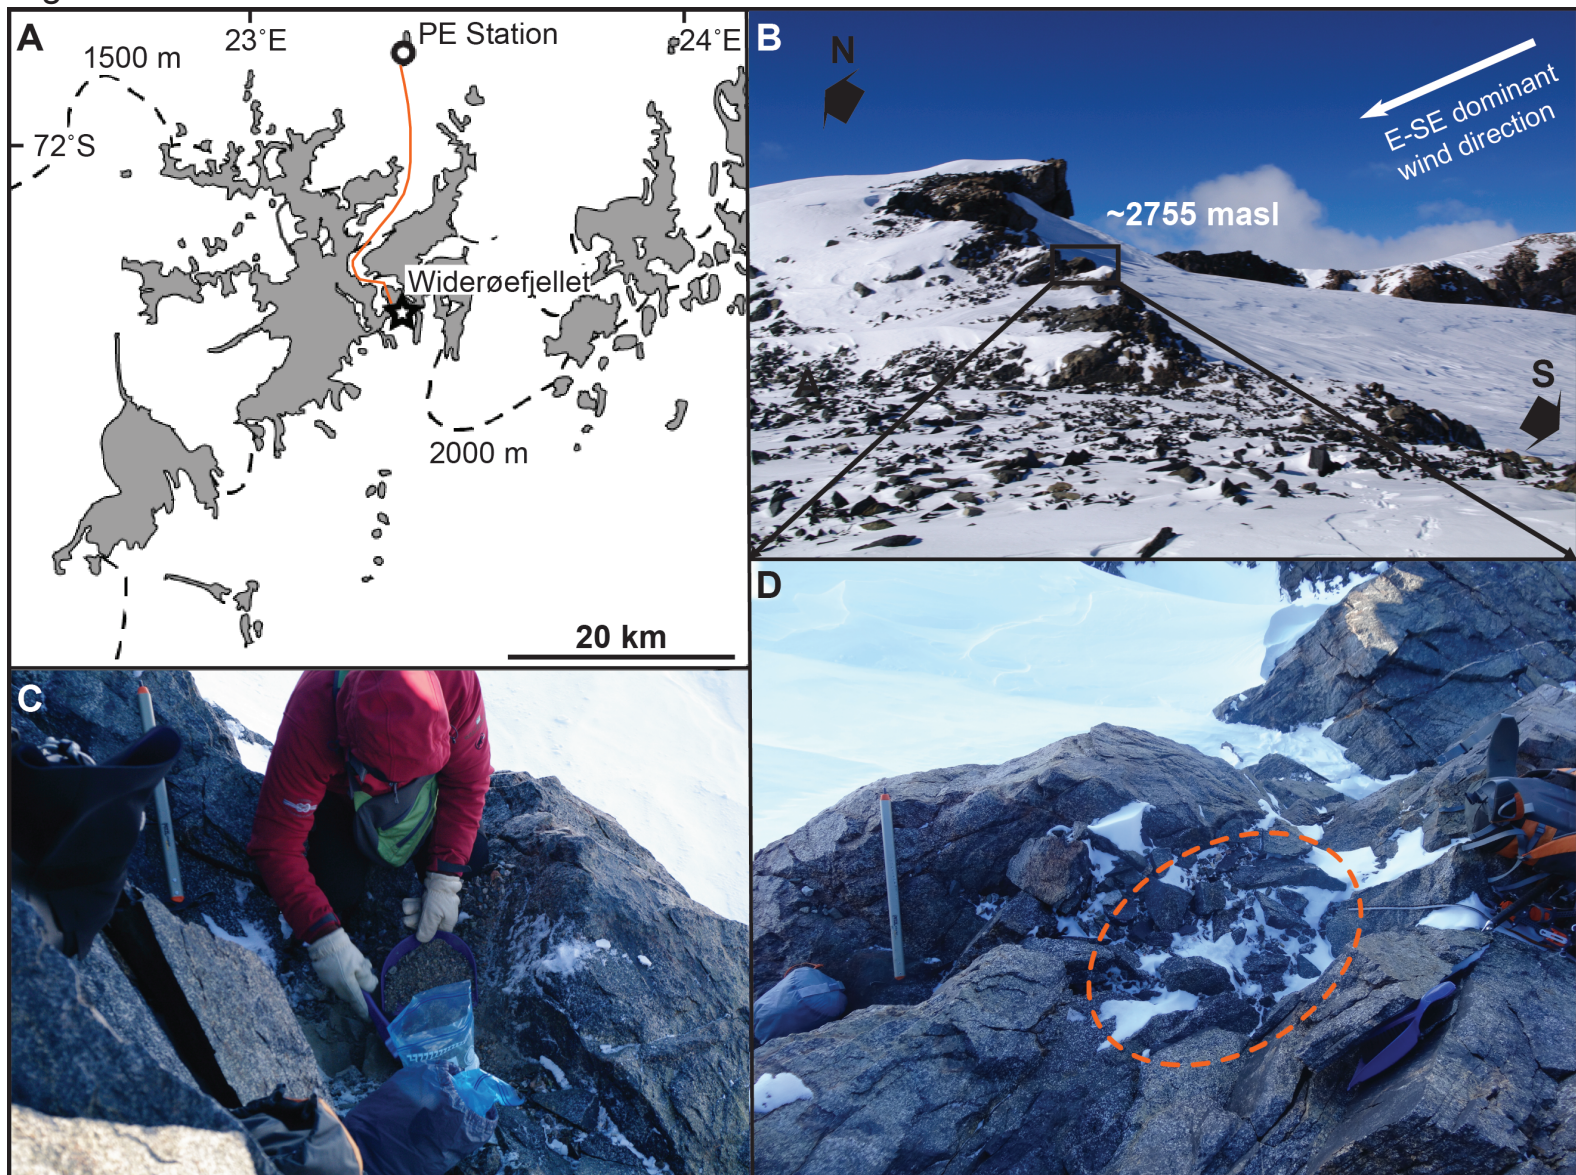 A
23°E
PE Station
24°E
1500 m
72°S
Widerøefjellet
2000 m
20 km
B
N
E-SE dominant
wind direction
~2755 masl
A
S
C
D